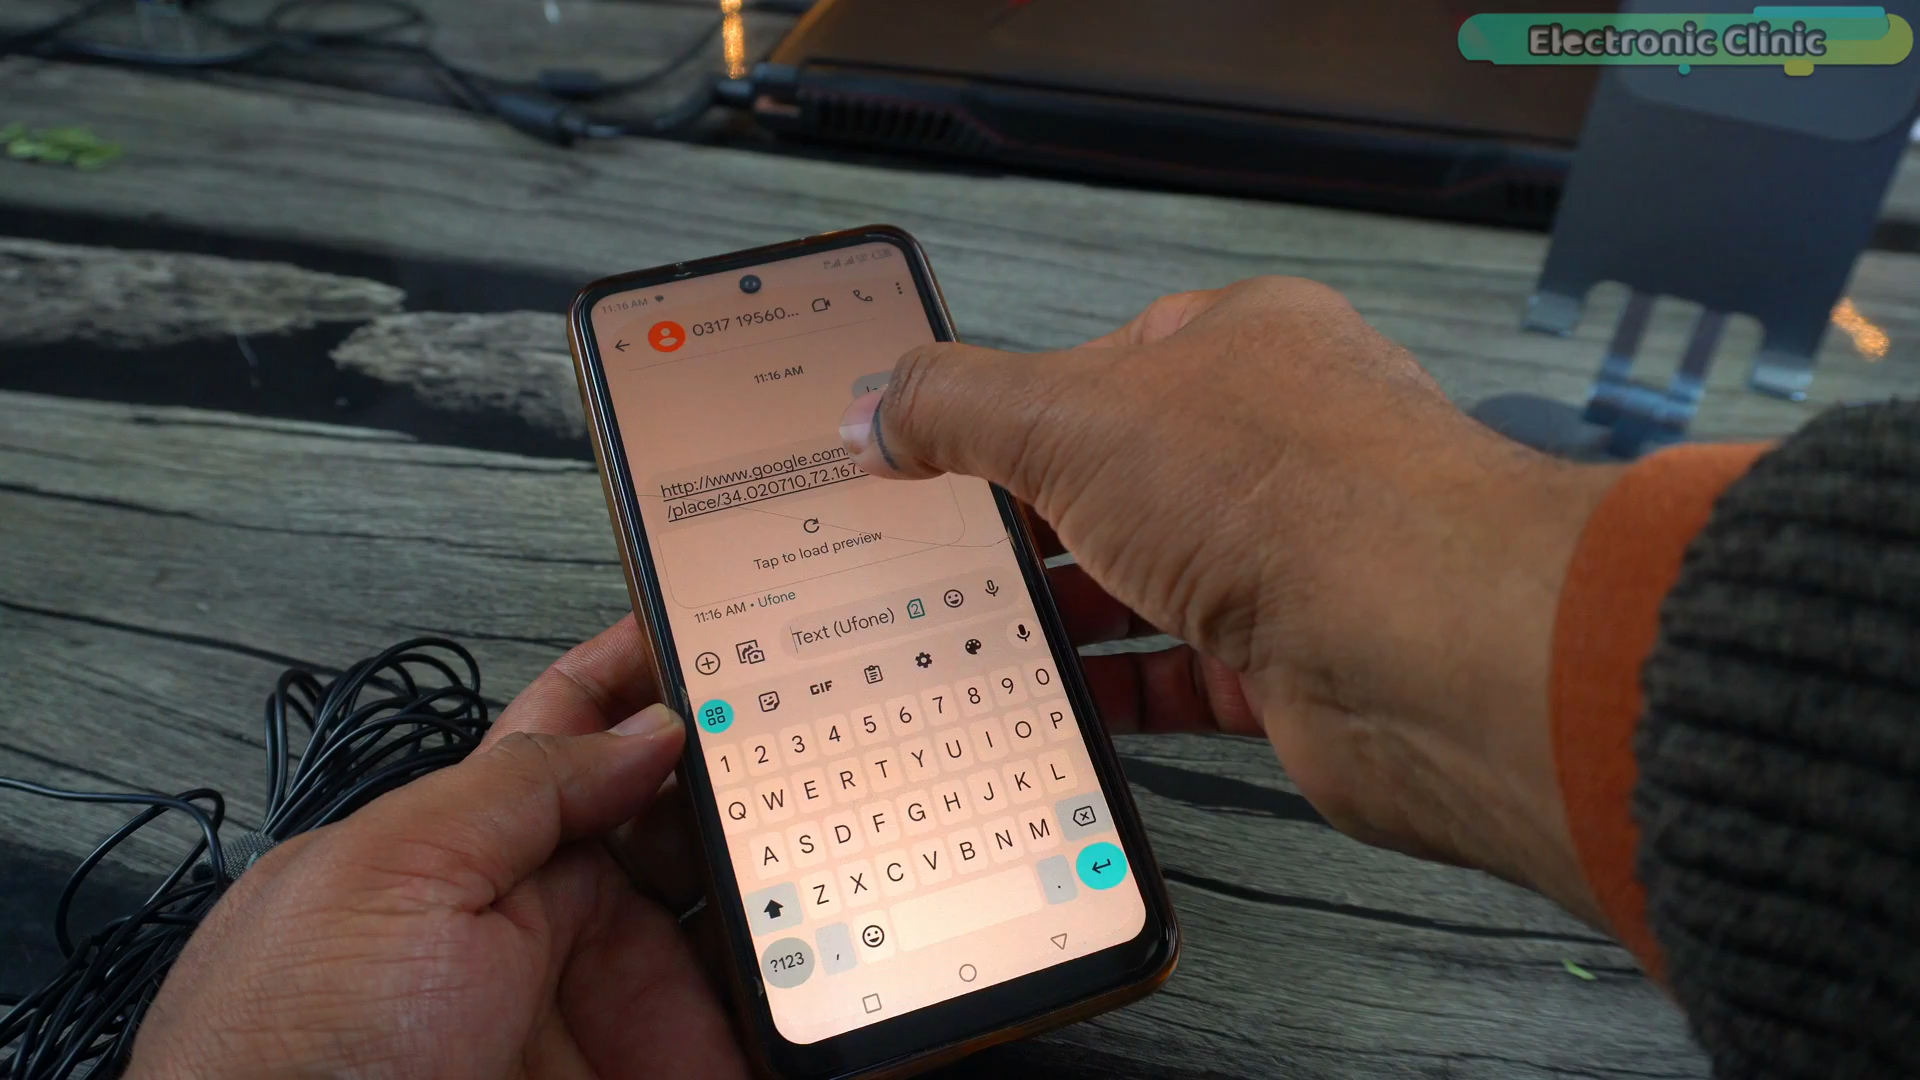 Electronic Clinic
11:16 AM
0317 19560...
11:16 AM
http://www.google.com
/place/34.020710,72.167
Tap to load preview
11:16 AM • Ufone
Text (Ufone)
2
GIF
1 2 3 4 5 6 7 8 9 0
Q W E R T Y U I O P
A S D F G H J K L
Z X C V B N M
?123 , .